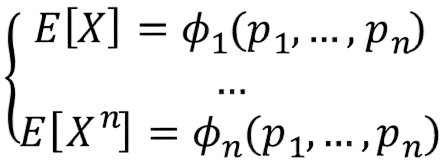 E[X] = ϕ₁(p₁, ..., pₙ)
...
E[Xⁿ] = ϕₙ(p₁, ..., pₙ)